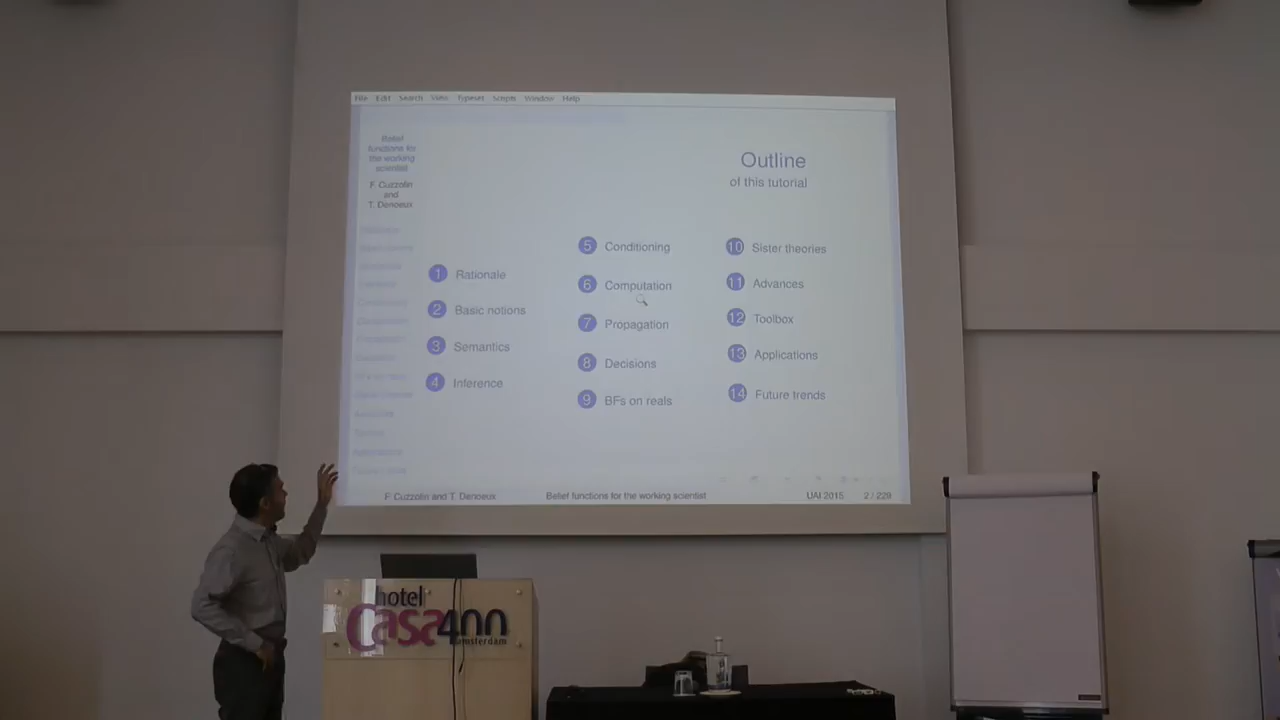 File Edit Search View Typeset Scripts Window Help
Belief
functions for
the working
scientist
F. Cuzzolin
and
T. Denoeux
Outline
of this tutorial
1 Rationale
2 Basic notions
3 Semantics
4 Inference
5 Conditioning
6 Computation
7 Propagation
8 Decisions
9 BFs on reals
10 Sister theories
11 Advances
12 Toolbox
13 Applications
14 Future trends
F. Cuzzolin and T. Denoeux Belief functions for the working scientist UAI 2015 2 / 229
hotel
Casa400
amsterdam